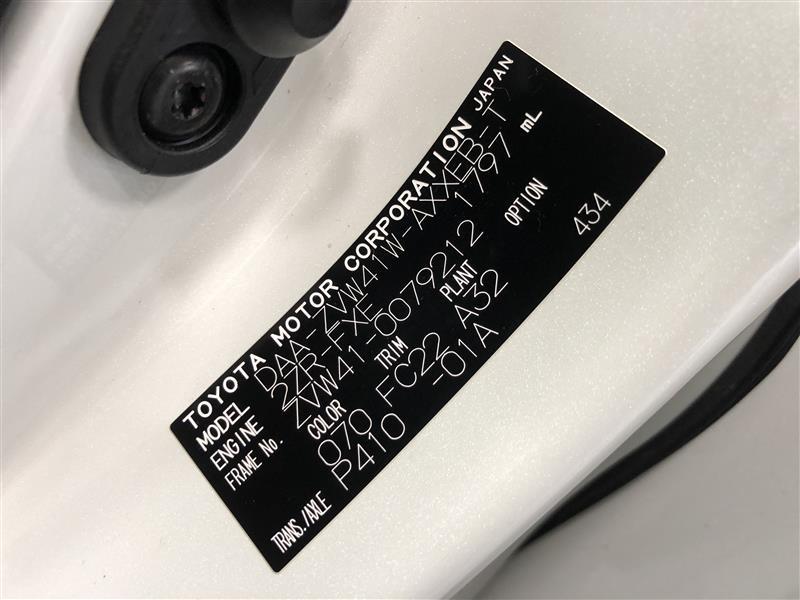 TOYOTA MOTOR CORPORATION JAPAN
MODEL DAA-ZVW41W-AXXEB-T
ENGINE 2ZR-FXE 1797 mL
FRAME No. ZVW41-0079212
COLOR TRIM PLANT OPTION
070 FC22 A32 434
TRANS./AXLE P410 -01A